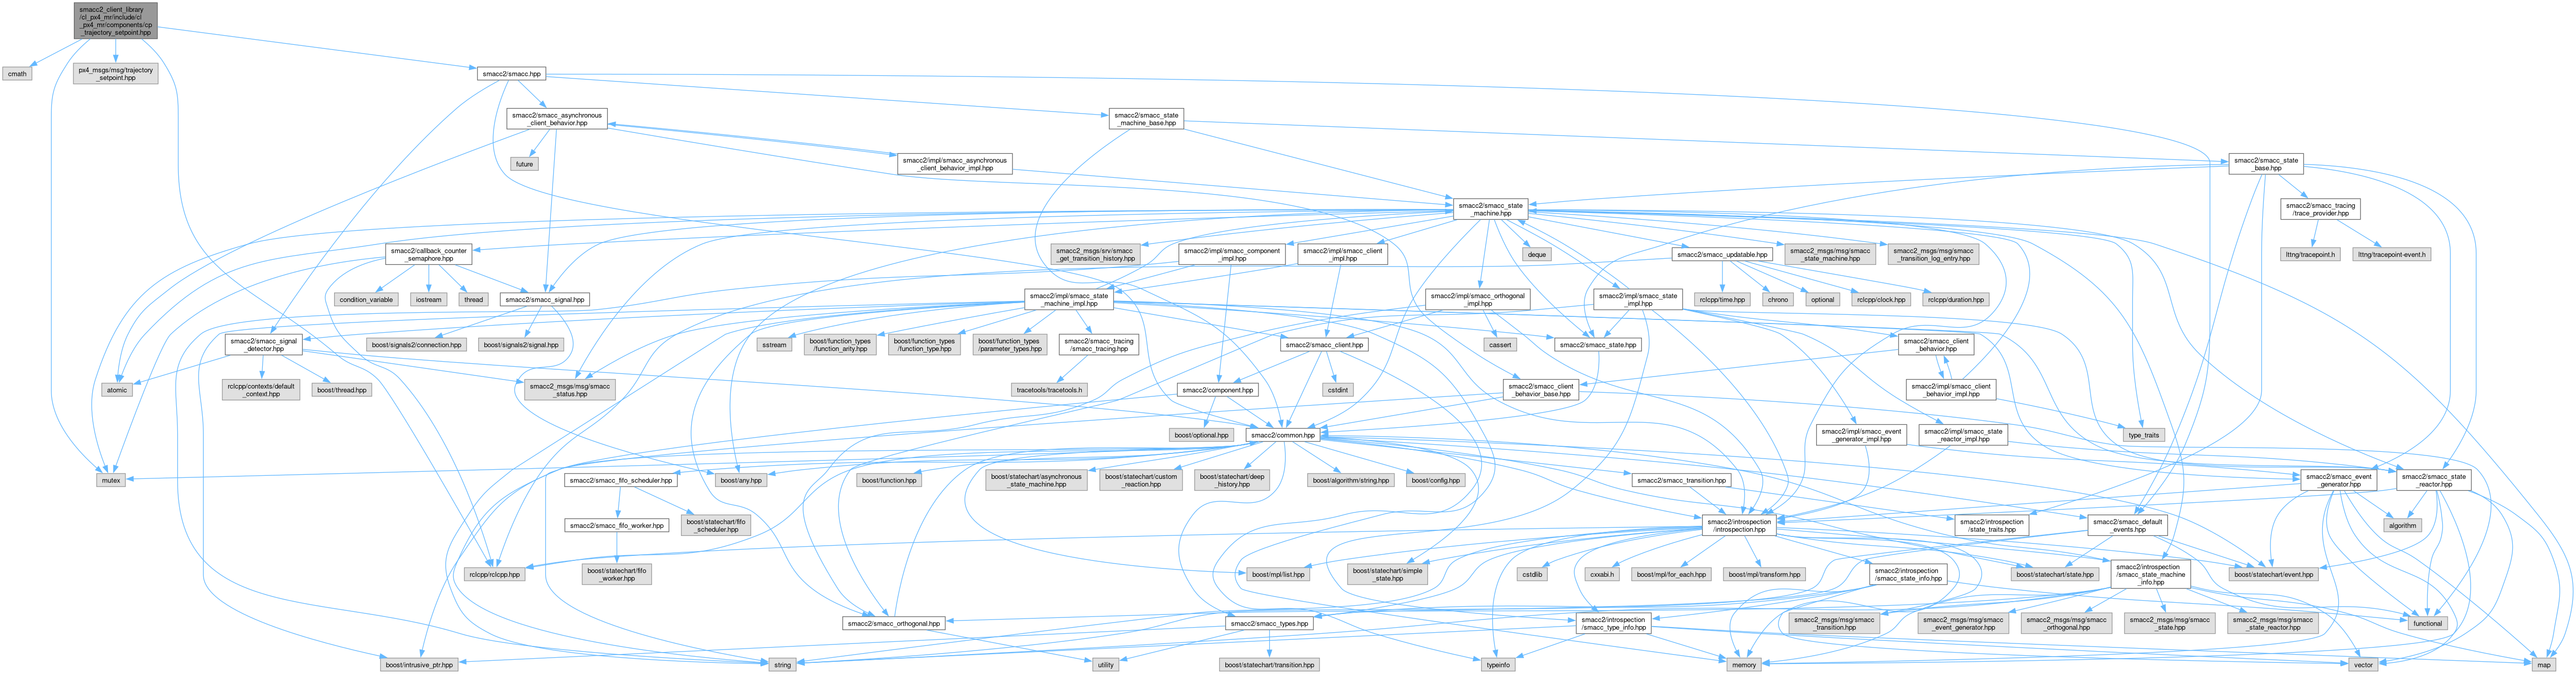 smacc2_client_library
/cl_px4_mr/include/cl
_px4_mr/components/cp
_trajectory_setpoint.hpp
cmath
px4_msgs/msg/trajectory
_setpoint.hpp
smacc2/smacc.hpp
smacc2/smacc_asynchronous
_client_behavior.hpp
smacc2/smacc_state
_machine_base.hpp
future
smacc2/impl/smacc_asynchronous
_client_behavior_impl.hpp
smacc2/smacc_state
_base.hpp
smacc2/smacc_state
_machine.hpp
smacc2/smacc_tracing
/trace_provider.hpp
smacc2/callback_counter
_semaphore.hpp
smacc2_msgs/srv/smacc
_get_transition_history.hpp
smacc2/impl/smacc_component
_impl.hpp
smacc2/impl/smacc_client
_impl.hpp
deque
smacc2/smacc_updatable.hpp
smacc2_msgs/msg/smacc
_state_machine.hpp
smacc2_msgs/msg/smacc
_transition_log_entry.hpp
lttng/tracepoint.h
lttng/tracepoint-event.h
condition_variable
iostream
thread
smacc2/smacc_signal.hpp
smacc2/impl/smacc_state
_machine_impl.hpp
smacc2/impl/smacc_orthogonal
_impl.hpp
smacc2/impl/smacc_state
_impl.hpp
rclcpp/time.hpp
chrono
optional
rclcpp/clock.hpp
rclcpp/duration.hpp
smacc2/smacc_signal
_detector.hpp
boost/signals2/connection.hpp
boost/signals2/signal.hpp
sstream
boost/function_types
/function_arity.hpp
boost/function_types
/function_type.hpp
boost/function_types
/parameter_types.hpp
smacc2/smacc_tracing
/smacc_tracing.hpp
smacc2/smacc_client.hpp
cassert
smacc2/smacc_state.hpp
smacc2/smacc_client
_behavior.hpp
atomic
rclcpp/contexts/default
_context.hpp
boost/thread.hpp
smacc2_msgs/msg/smacc
_status.hpp
tracetools/tracetools.h
smacc2/component.hpp
cstdint
smacc2/smacc_client
_behavior_base.hpp
smacc2/impl/smacc_client
_behavior_impl.hpp
boost/optional.hpp
smacc2/common.hpp
smacc2/impl/smacc_event
_generator_impl.hpp
smacc2/impl/smacc_state
_reactor_impl.hpp
type_traits
mutex
smacc2/smacc_fifo_scheduler.hpp
boost/any.hpp
boost/function.hpp
boost/statechart/asynchronous
_state_machine.hpp
boost/statechart/custom
_reaction.hpp
boost/statechart/deep
_history.hpp
boost/algorithm/string.hpp
boost/config.hpp
smacc2/smacc_transition.hpp
smacc2/smacc_event
_generator.hpp
smacc2/smacc_state
_reactor.hpp
smacc2/smacc_fifo_worker.hpp
boost/statechart/fifo
_scheduler.hpp
smacc2/introspection
/introspection.hpp
smacc2/introspection
/state_traits.hpp
smacc2/smacc_default
_events.hpp
algorithm
rclcpp/rclcpp.hpp
boost/statechart/fifo
_worker.hpp
boost/mpl/list.hpp
boost/statechart/simple
_state.hpp
cstdlib
cxxabi.h
boost/mpl/for_each.hpp
boost/mpl/transform.hpp
smacc2/introspection
/smacc_state_info.hpp
boost/statechart/state.hpp
smacc2/introspection
/smacc_state_machine
_info.hpp
boost/statechart/event.hpp
smacc2/smacc_orthogonal.hpp
smacc2/smacc_types.hpp
smacc2/introspection
/smacc_type_info.hpp
smacc2_msgs/msg/smacc
_transition.hpp
smacc2_msgs/msg/smacc
_event_generator.hpp
smacc2_msgs/msg/smacc
_orthogonal.hpp
smacc2_msgs/msg/smacc
_state.hpp
smacc2_msgs/msg/smacc
_state_reactor.hpp
functional
boost/intrusive_ptr.hpp
string
utility
boost/statechart/transition.hpp
typeinfo
memory
vector
map